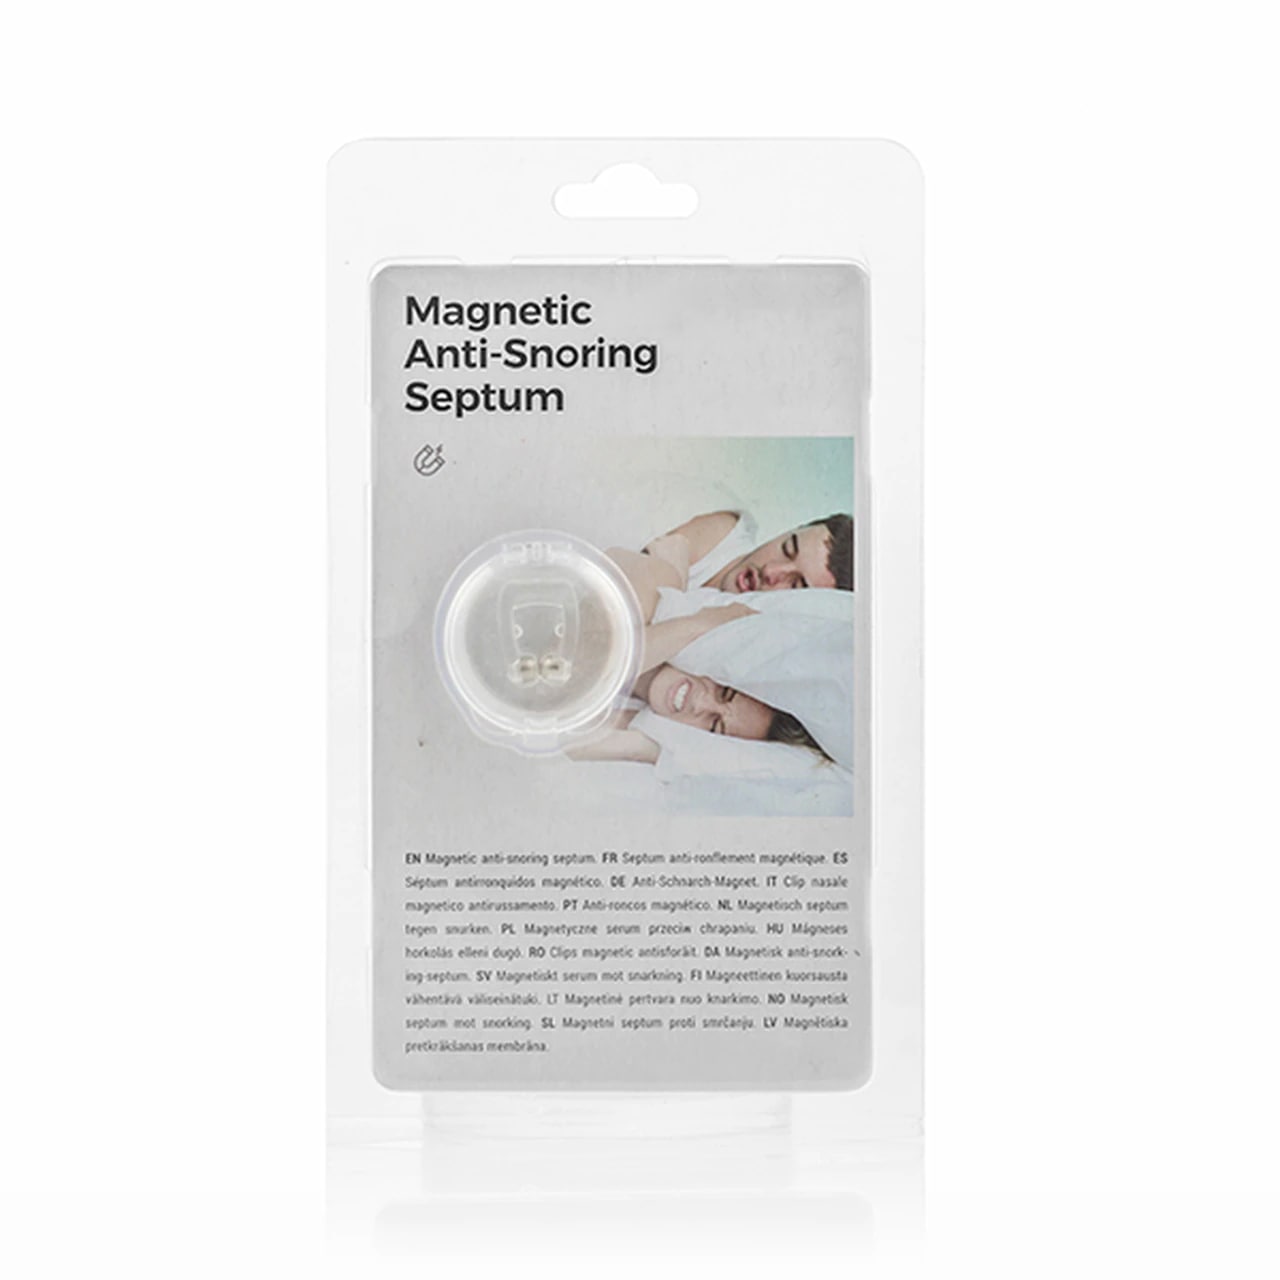 Magnetic
Anti-Snoring
Septum
EN Magnetic anti-snoring septum. FR Septum anti-ronflement magnétique. ES
Séptum antirronquidos magnético. DE Anti-Schnarch-Magnet. IT Clip nasale
magnetico antirussamento. PT Anti-roncos magnético. NL Magnetisch septum
tegen snurken. PL Magnetyczne serum przeciw chrapaniu. HU Mágneses
horkolás elleni dugó. RO Clips magnetic antisforăit. DA Magnetisk anti-snork-
ing-septum. SV Magnetiskt serum mot snarkning. FI Magneettinen kuorsausta
vähentävä väliseinätuki. LT Magnetinė pertvara nuo knarkimo. NO Magnetisk
septum mot snorking. SL Magnetni septum proti smrčanju. LV Magnētiska
pretkrākšanas membrāna.